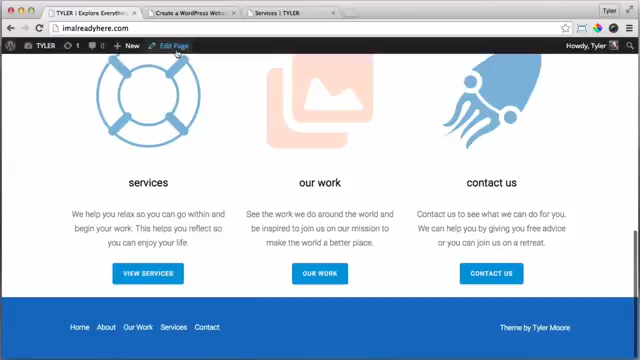 TYLER | Explore Everythin
Create a WordPress Webs
Services | TYLER
Tyler
imalreadyhere.com
TYLER
1
0
New
Edit Page
Howdy, Tyler
services
our work
contact us
We help you relax so you can go within and
begin your work. This helps you reflect so
you can enjoy your life.
See the work we do around the world and
be inspired to join us on our mission to
make the world a better place.
Contact us to see what we can do for you.
We can help you by giving you free advice
or you can join us on a retreat.
VIEW SERVICES
OUR WORK
CONTACT US
Home About Our Work Services Contact
Theme by Tyler Moore